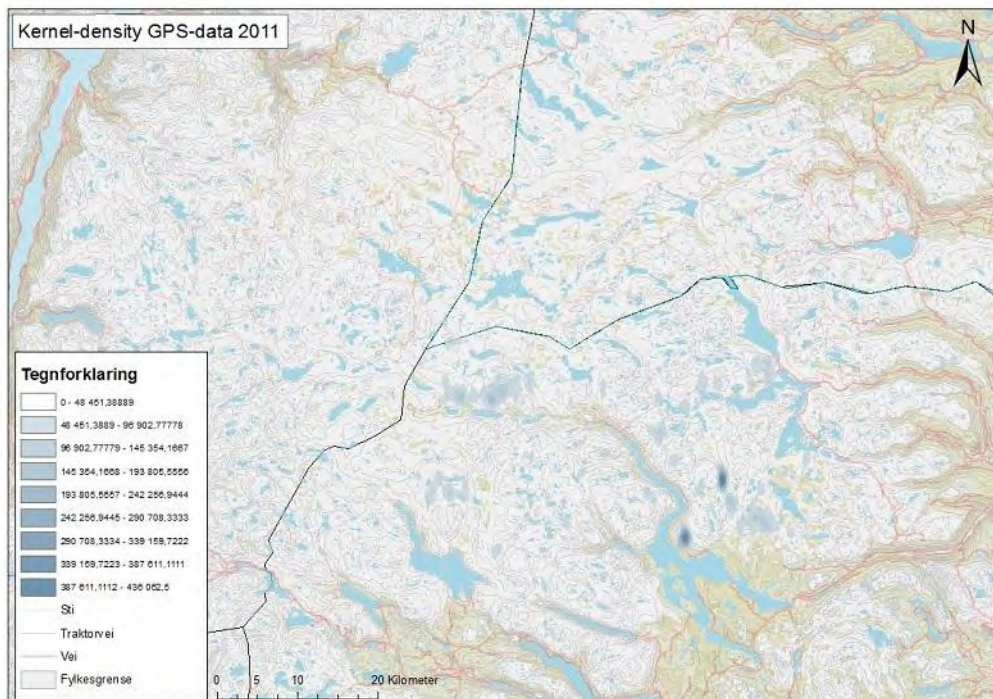 Kernel-density GPS-data 2011
N
Tegnforklaring
0 - 48 451,38889
48 451,3889 - 96 902,77778
96 902,77779 - 145 354,1667
145 354,1668 - 193 805,5556
193 805,5557 - 242 256,9444
242 256,9445 - 290 708,3333
290 708,3334 - 339 159,7222
339 159,7223 - 387 611,1111
387 611,1112 - 436 062,5
Sti
Traktorvei
Vei
Fylkesgrense
0 5 10 20 Kilometer